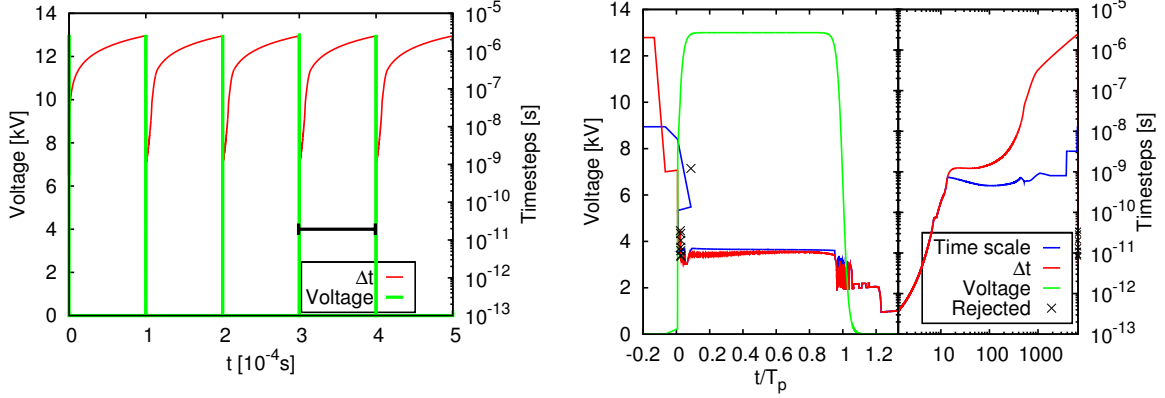 14
12
10
8
6
4
2
0
Voltage [kV]
10⁻⁵
10⁻⁶
10⁻⁷
10⁻⁸
10⁻⁹
10⁻¹⁰
10⁻¹¹
10⁻¹²
10⁻¹³
Timesteps [s]
Δt
Voltage
0 1 2 3 4 5
t [10⁻⁴s]
14
12
10
8
6
4
2
0
Voltage [kV]
10⁻⁵
10⁻⁶
10⁻⁷
10⁻⁸
10⁻⁹
10⁻¹⁰
10⁻¹¹
10⁻¹²
10⁻¹³
Timesteps [s]
Time scale
Δt
Voltage
Rejected
-0.2 0 0.2 0.4 0.6 0.8 1 1.2 10 100 1000
t/Tₚ